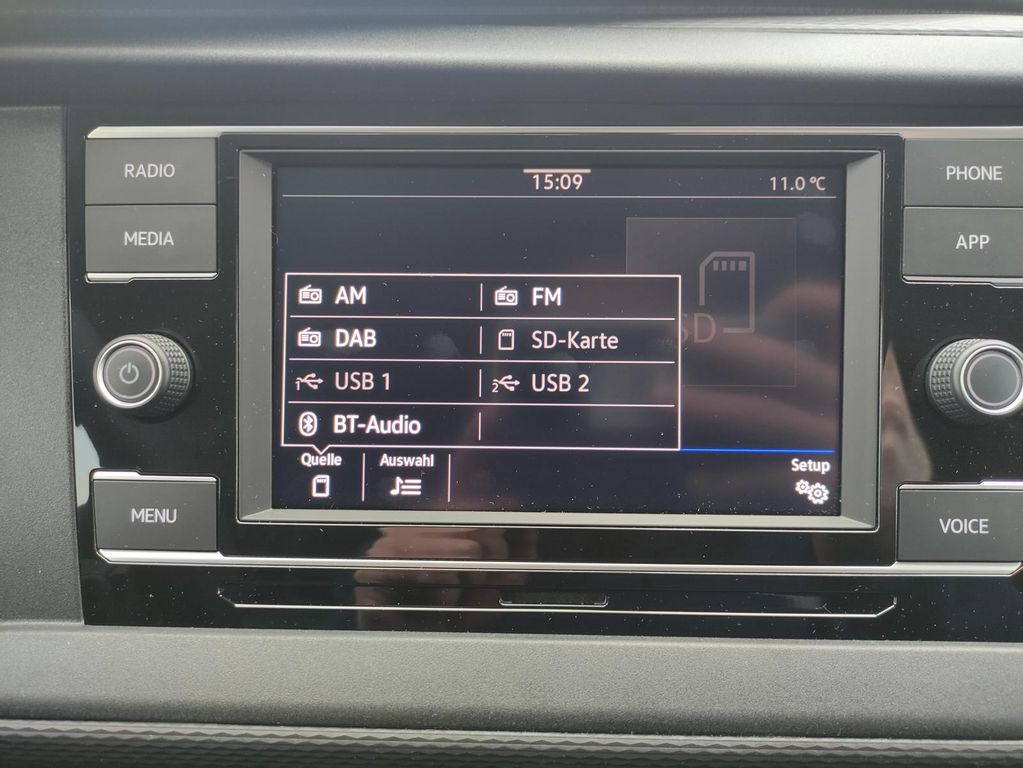 RADIO
MEDIA
MENU
15:09
11.0 °C
SD
AM
FM
DAB
SD-Karte
1 USB 1
2 USB 2
BT-Audio
Quelle
Auswahl
Setup
PHONE
APP
VOICE